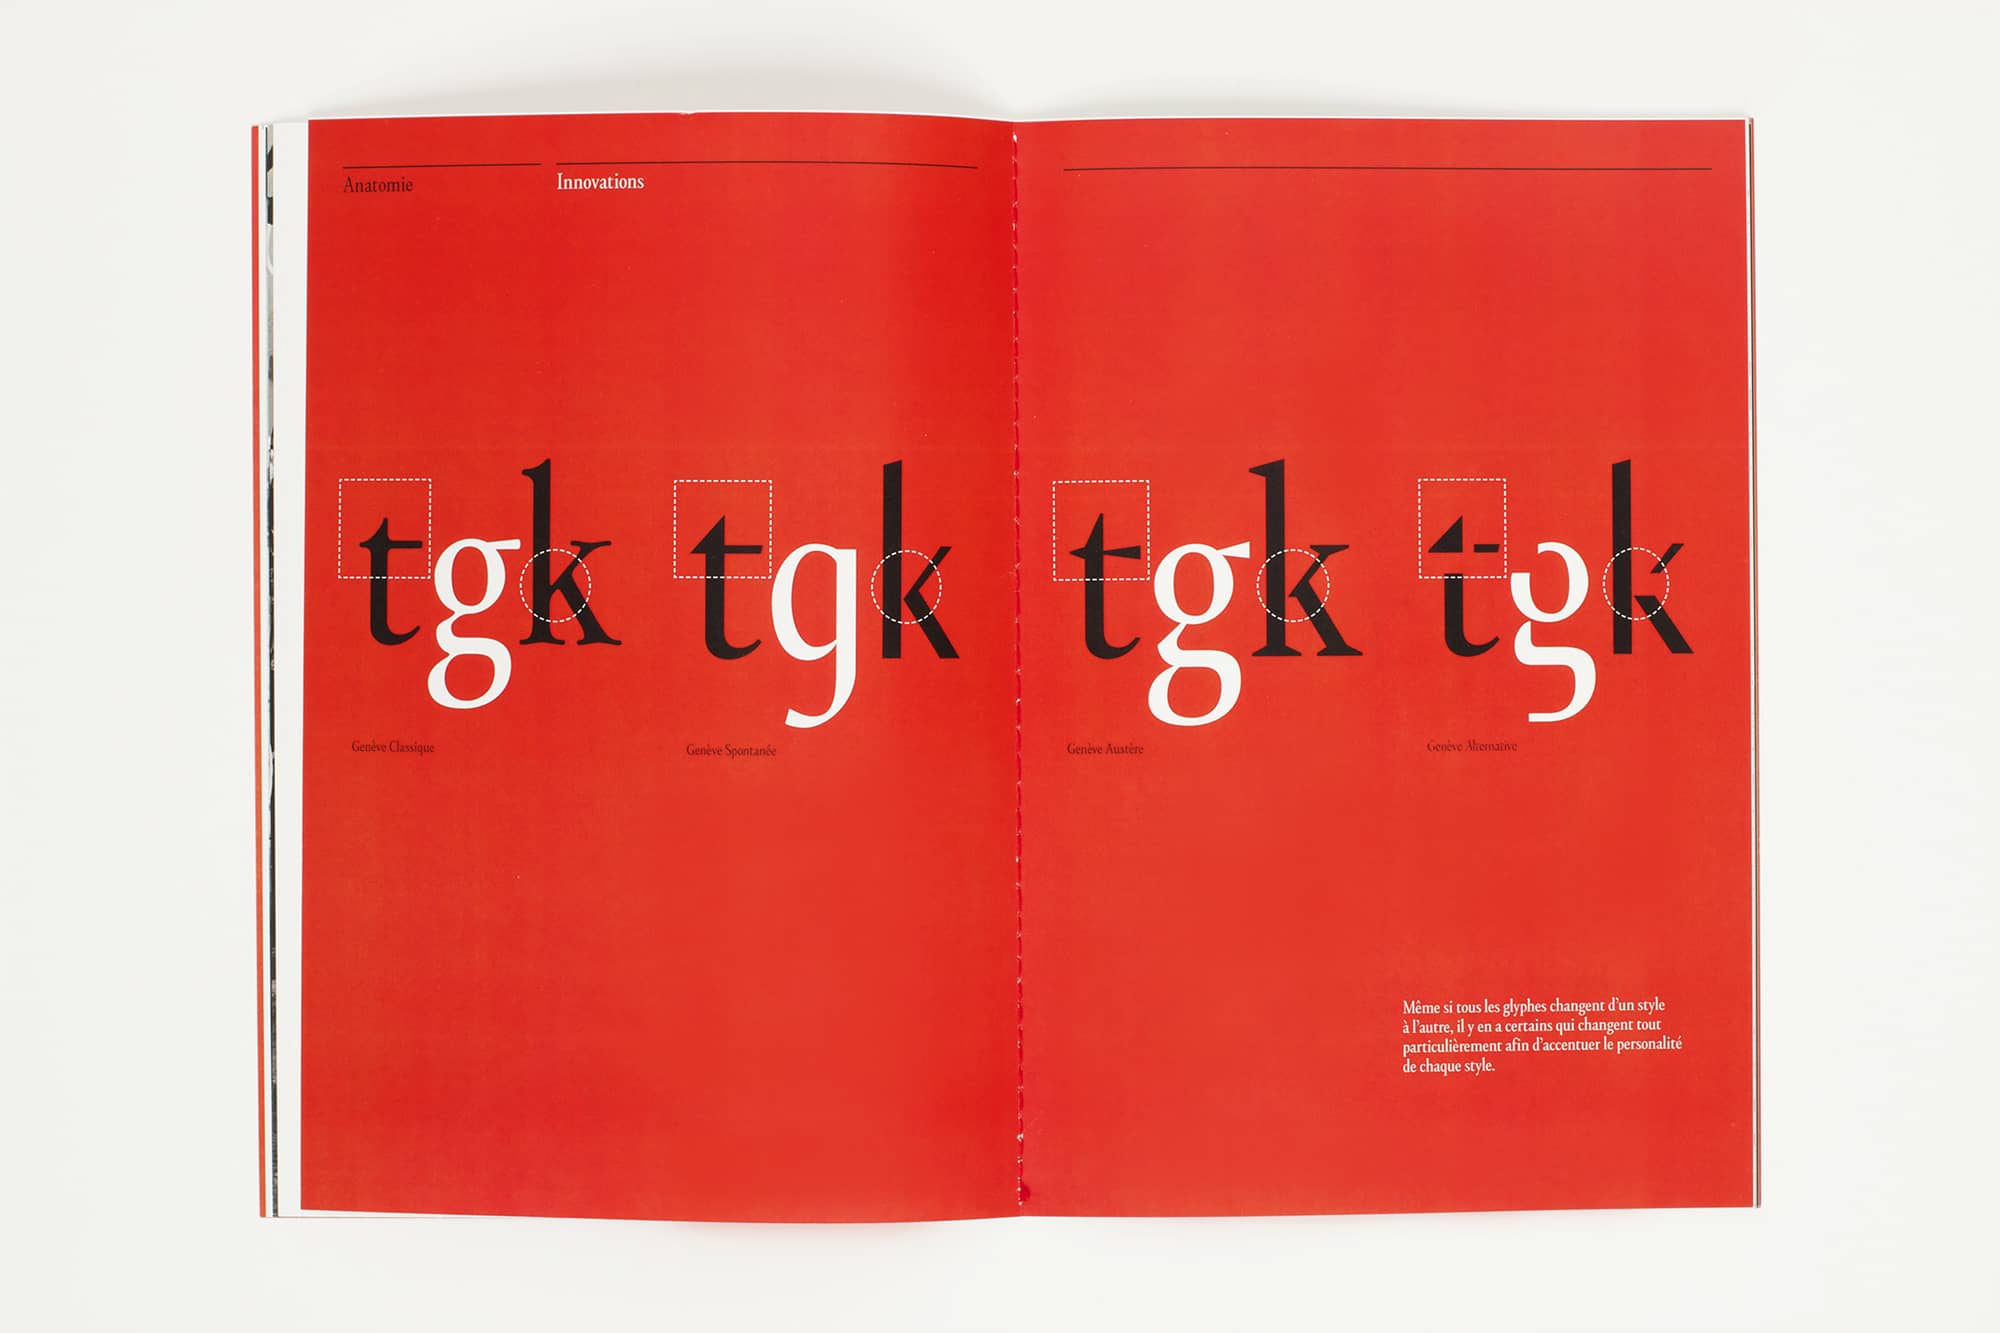 Anatomie
Innovations
tgk
tgk
tgk
tgk
Genève Classique
Genève Spontanée
Genève Austère
Genève Alternative
Même si tous les glyphes changent d'un style
à l'autre, il y en a certains qui changent tout
particulièrement afin d'accentuer le personalité
de chaque style.